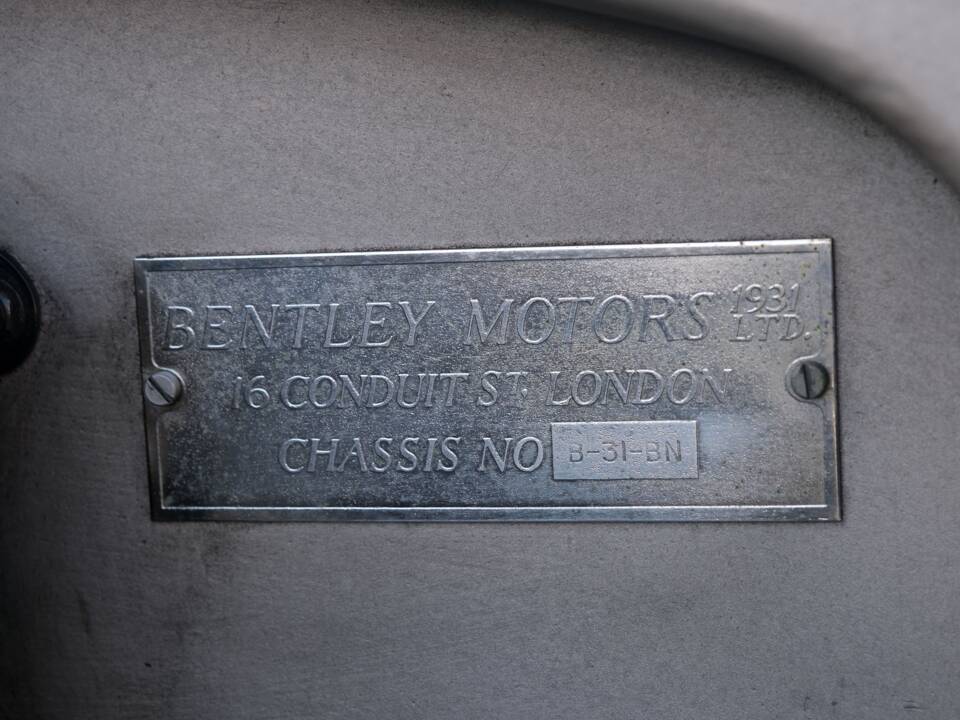 BENTLEY MOTORS 1931 LTD.
16 CONDUIT ST. LONDON
CHASSIS NO B-31-BN